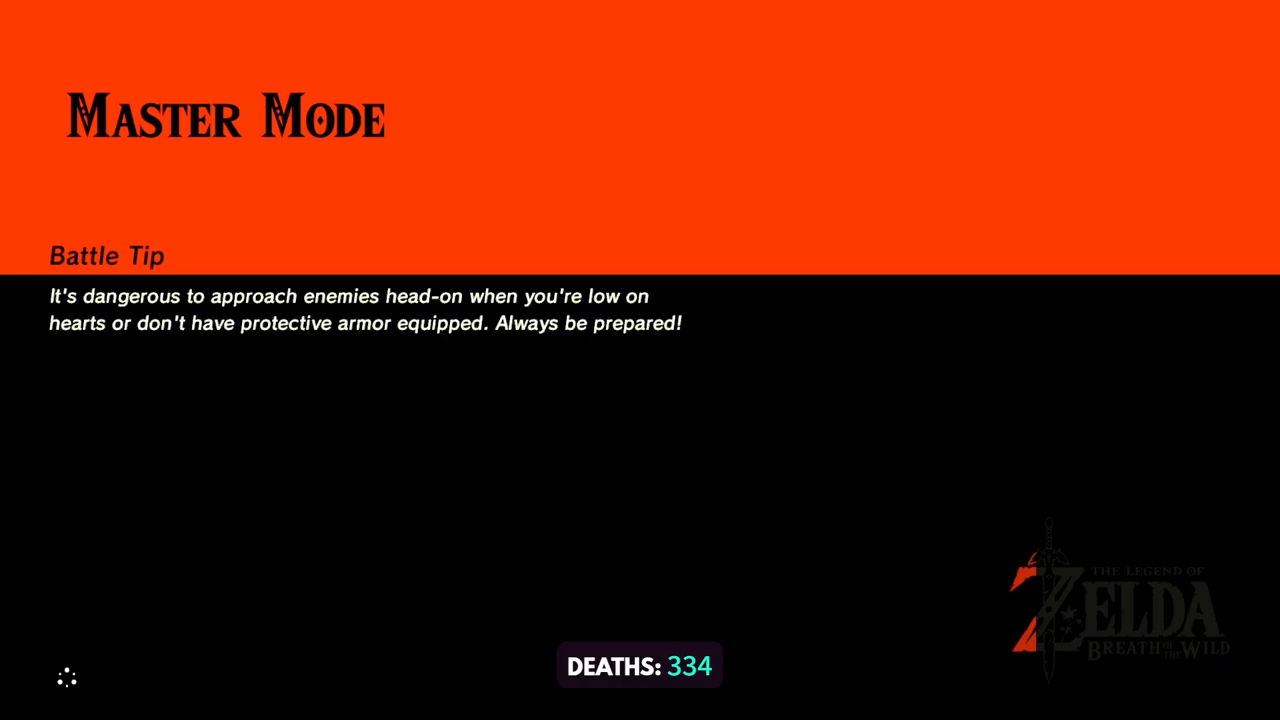 Master Mode
Battle Tip
It's dangerous to approach enemies head-on when you're low on
hearts or don't have protective armor equipped. Always be prepared!
THE LEGEND OF
ZELDA
BREATH OF THE WILD
DEATHS: 334